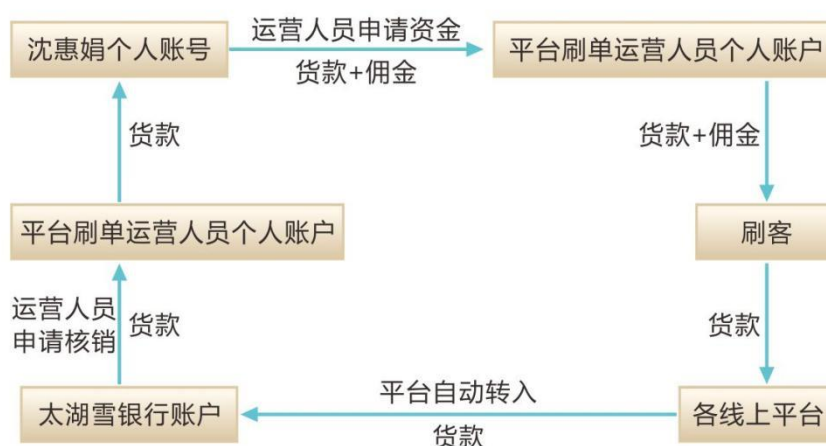 沈惠娟个人账号
运营人员申请资金
货款+佣金
平台刷单运营人员个人账户
货款
货款+佣金
平台刷单运营人员个人账户
刷客
运营人员
申请核销
货款
货款
太湖雪银行账户
平台自动转入
货款
各线上平台